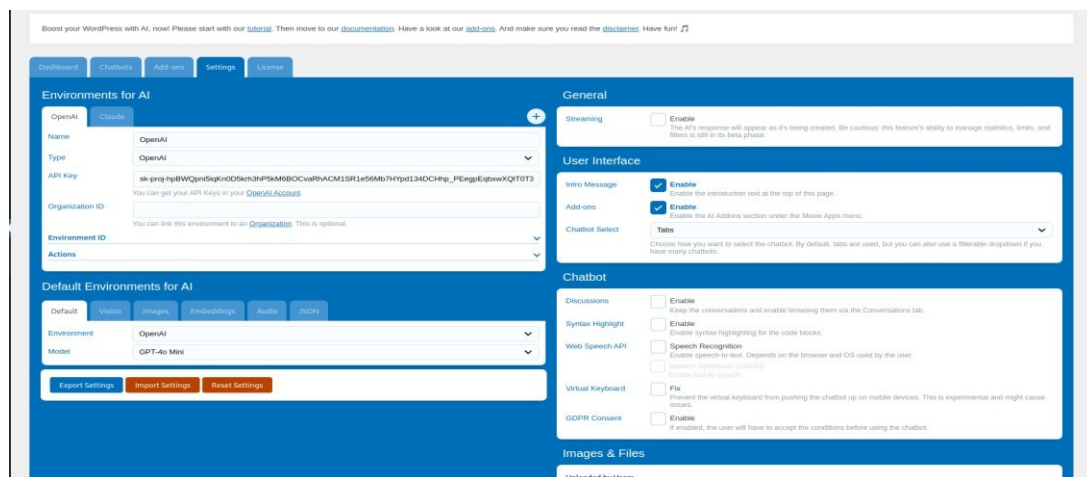 Boost your WordPress with AI, now! Please start with our tutorial. Then move to our documentation. Have a look at our add-ons. And make sure you read the disclaimer. Have fun! 🎵
Dashboard
Chatbots
Add-ons
Settings
License
Environments for AI
OpenAI
Claude
Name
OpenAI
Type
OpenAI
API Key
You can get your API Keys in your OpenAI Account.
Organization ID
You can link this environment to an Organization. This is optional.
Environment ID
Actions
Default Environments for AI
Default
Vision
Images
Embeddings
Audio
JSON
Environment
OpenAI
Model
GPT-4o Mini
Export Settings
Import Settings
Reset Settings
General
Streaming
Enable
The AI's response will appear as it's being created. Be cautious: this feature's ability to manage statistics, limits, and
filters is still in its beta phase.
User Interface
Intro Message
Enable
Enable the introduction text at the top of this page.
Add-ons
Enable
Enable the AI Addons section under the Meow Apps menu.
Chatbot Select
Tabs
Choose how you want to select the chatbot. By default, tabs are used, but you can also use a filterable dropdown if you
have many chatbots.
Chatbot
Discussions
Enable
Keep the conversations and enable browsing them via the Conversations tab.
Syntax Highlight
Enable
Enable syntax highlighting for the code blocks.
Web Speech API
Speech Recognition
Enable speech-to-text. Depends on the browser and OS used by the user.
Speech Synthesis (SOON)
Enable text-to-speech.
Virtual Keyboard
Fix
Prevent the virtual keyboard from pushing the chatbot up on mobile devices. This is experimental and might cause
issues.
GDPR Consent
Enable
If enabled, the user will have to accept the conditions before using the chatbot.
Images & Files